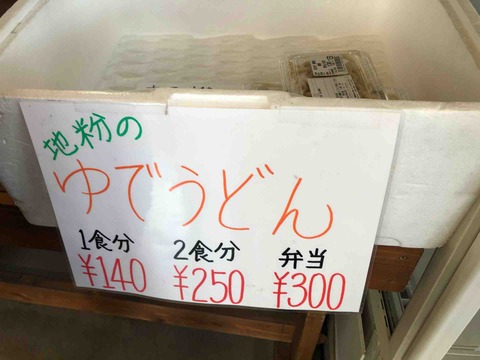 地粉の
ゆでうどん
1食分 2食分 弁当
¥140 ¥250 ¥300